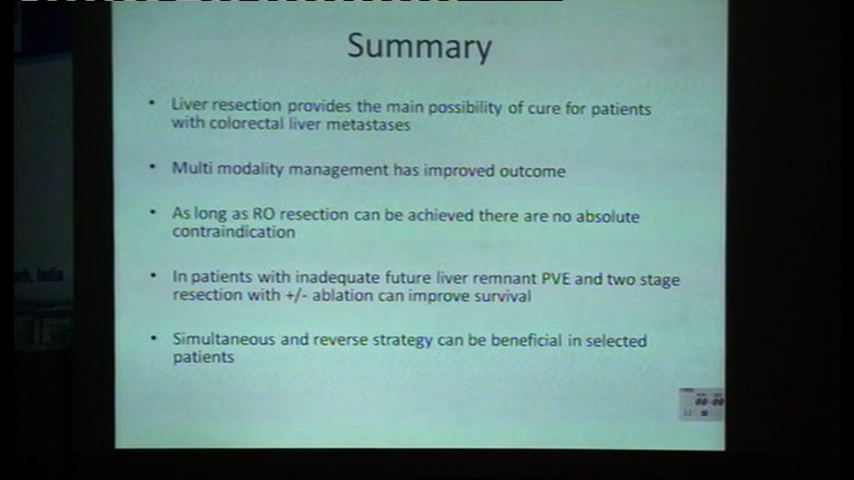 Summary
• Liver resection provides the main possibility of cure for patients
with colorectal liver metastases
• Multi modality management has improved outcome
• As long as RO resection can be achieved there are no absolute
contraindication
• In patients with inadequate future liver remnant PVE and two stage
resection with +/- ablation can improve survival
• Simultaneous and reverse strategy can be beneficial in selected
patients
India